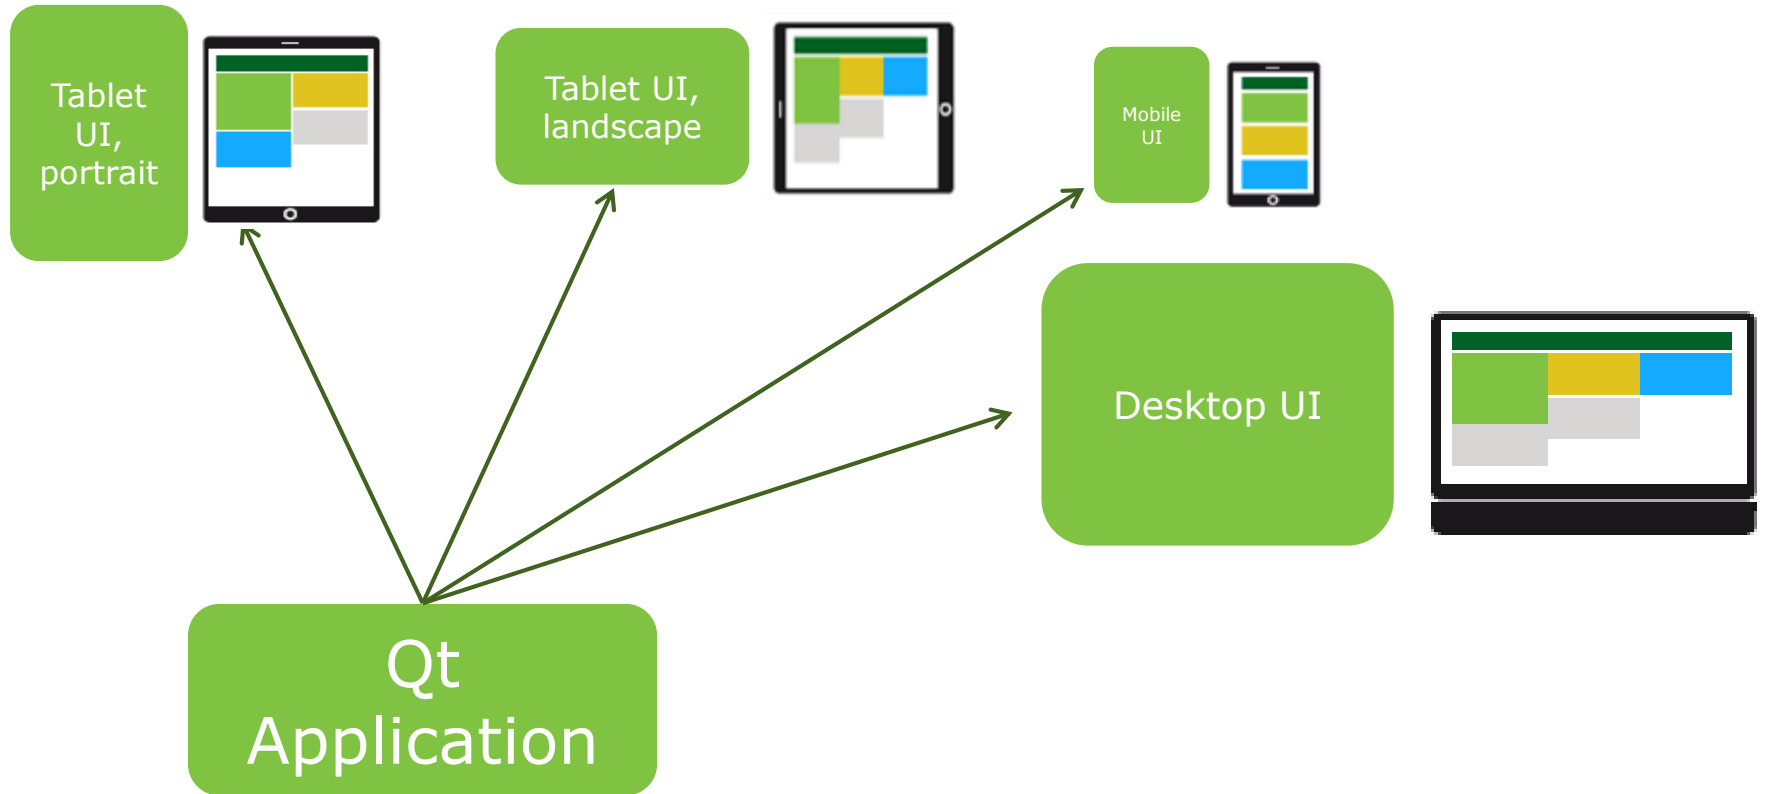 Tablet
UI,
portrait
Tablet UI,
landscape
Mobile
UI
Desktop UI
Qt
Application